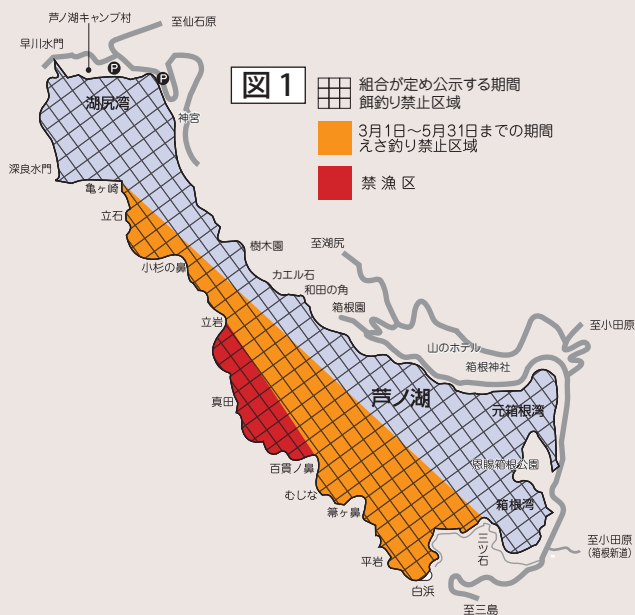 芦ノ湖キャンプ村
至仙石原
早川水門
P
P
図1
組合が定め公示する期間
餌釣り禁止区域
湖尻湾
神宮
3月1日〜5月31日までの期間
えさ釣り禁止区域
深良水門
亀ヶ崎
禁漁区
立石
樹木園
至湖尻
小杉の鼻
カエル石
和田の角
箱根園
立岩
至小田原
山のホテル
箱根神社
真田
芦ノ湖
元箱根湾
百貫ノ鼻
恩賜箱根公園
むじな
箒ヶ鼻
箱根湾
三ツ石
至小田原
(箱根新道)
平岩
白浜
至三島